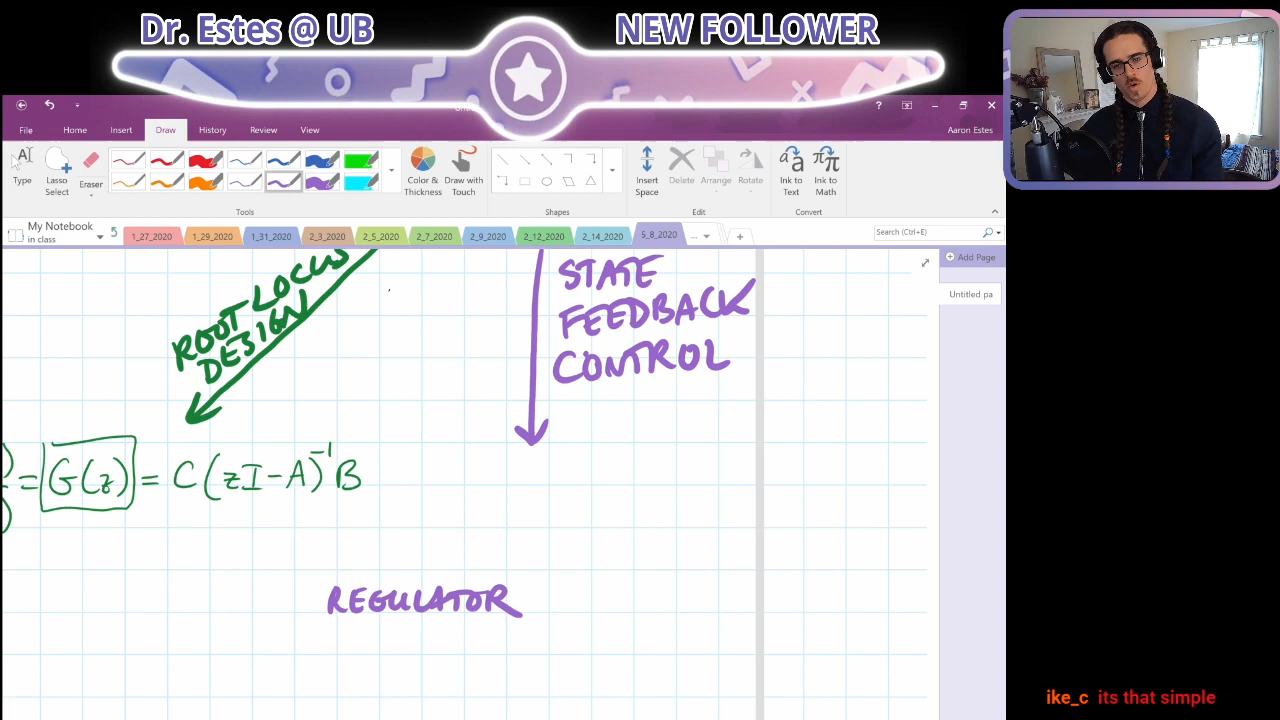 Dr. Estes @ UB
NEW FOLLOWER
Aaron Estes
File Home Insert Draw History Review View
Type
Lasso Select
Eraser
Color & Thickness
Draw with Touch
Insert Space
Delete
Arrange
Rotate
Ink to Text
Ink to Math
Tools
Shapes
Edit
Convert
My Notebook
in class
1_27_2020 1_29_2020 1_31_2020 2_3_2020 2_5_2020 2_7_2020 2_9_2020 2_12_2020 2_14_2020 5_8_2020 ...
Search (Ctrl+E)
Add Page
Untitled pa
ROOT LOCUS
DESIGN
STATE
FEEDBACK
CONTROL
= G(z) = C(zI-A)⁻¹B
REGULATOR
ike_c its that simple